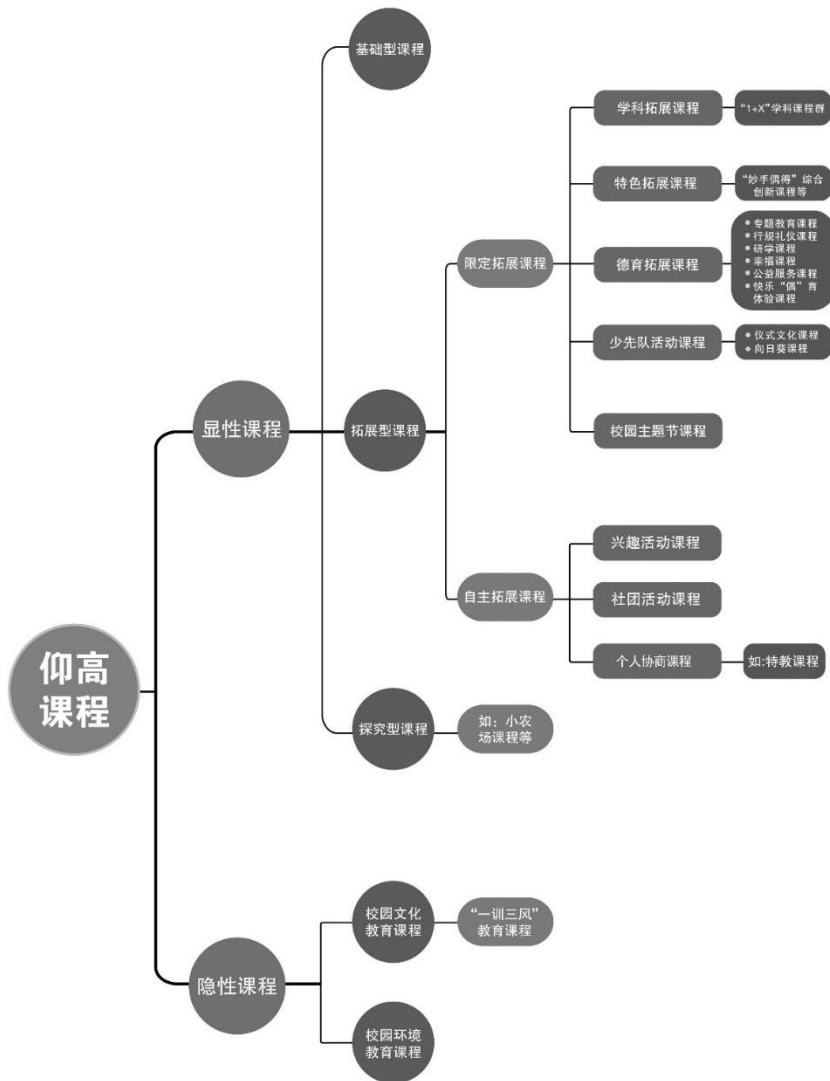 基础型课程
学科拓展课程
“1+X”学科课程群
特色拓展课程
“妙手偶得”综合
创新课程等
限定拓展课程
德育拓展课程
●专题教育课程
●行规礼仪课程
●研学课程
●幸福课程
●公益服务课程
●快乐“偶”育
体验课程
少先队活动课程
●仪式文化课程
●向日葵课程
显性课程
拓展型课程
校园主题节课程
兴趣活动课程
自主拓展课程
社团活动课程
个人协商课程
如:特教课程
仰高
课程
探究型课程
如：小农
场课程等
校园文化
教育课程
“一训三风”
教育课程
隐性课程
校园环境
教育课程